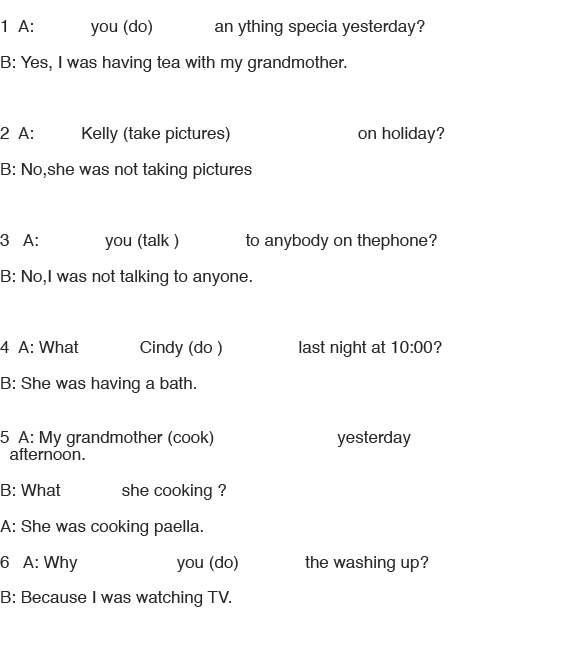 1 A: you (do) an ything specia yesterday?
B: Yes, I was having tea with my grandmother.
2 A: Kelly (take pictures) on holiday?
B: No,she was not taking pictures
3 A: you (talk ) to anybody on thephone?
B: No,I was not talking to anyone.
4 A: What Cindy (do ) last night at 10:00?
B: She was having a bath.
5 A: My grandmother (cook) yesterday
afternoon.
B: What she cooking ?
A: She was cooking paella.
6 A: Why you (do) the washing up?
B: Because I was watching TV.